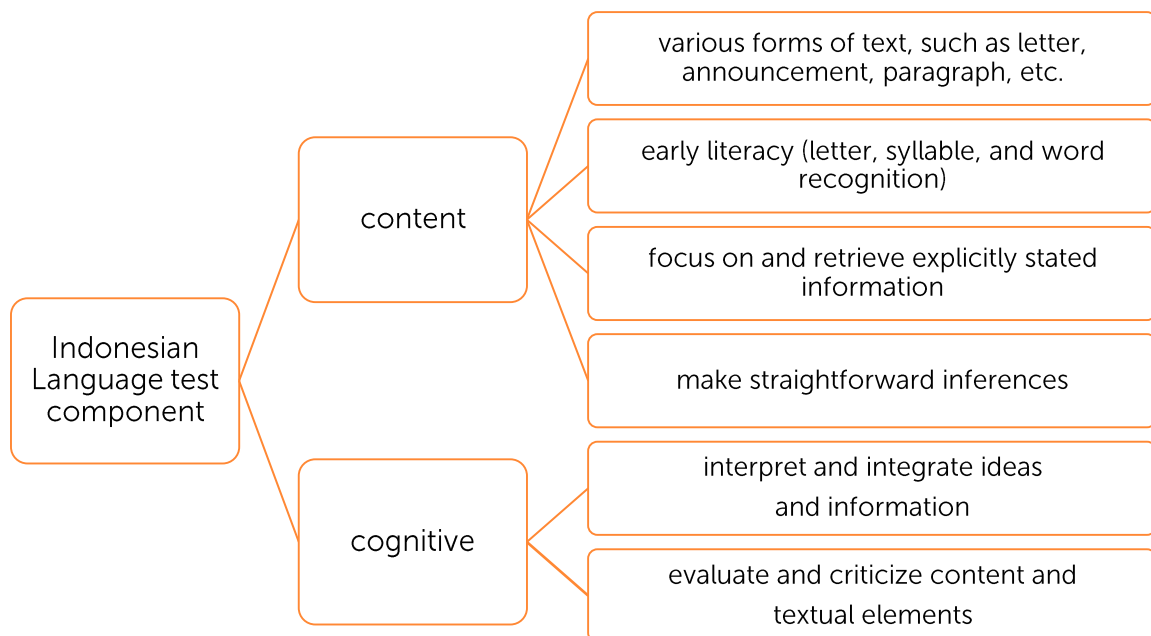 Indonesian
Language test
component
content
various forms of text, such as letter,
announcement, paragraph, etc.
early literacy (letter, syllable, and word
recognition)
focus on and retrieve explicitly stated
information
make straightforward inferences
cognitive
interpret and integrate ideas
and information
evaluate and criticize content and
textual elements